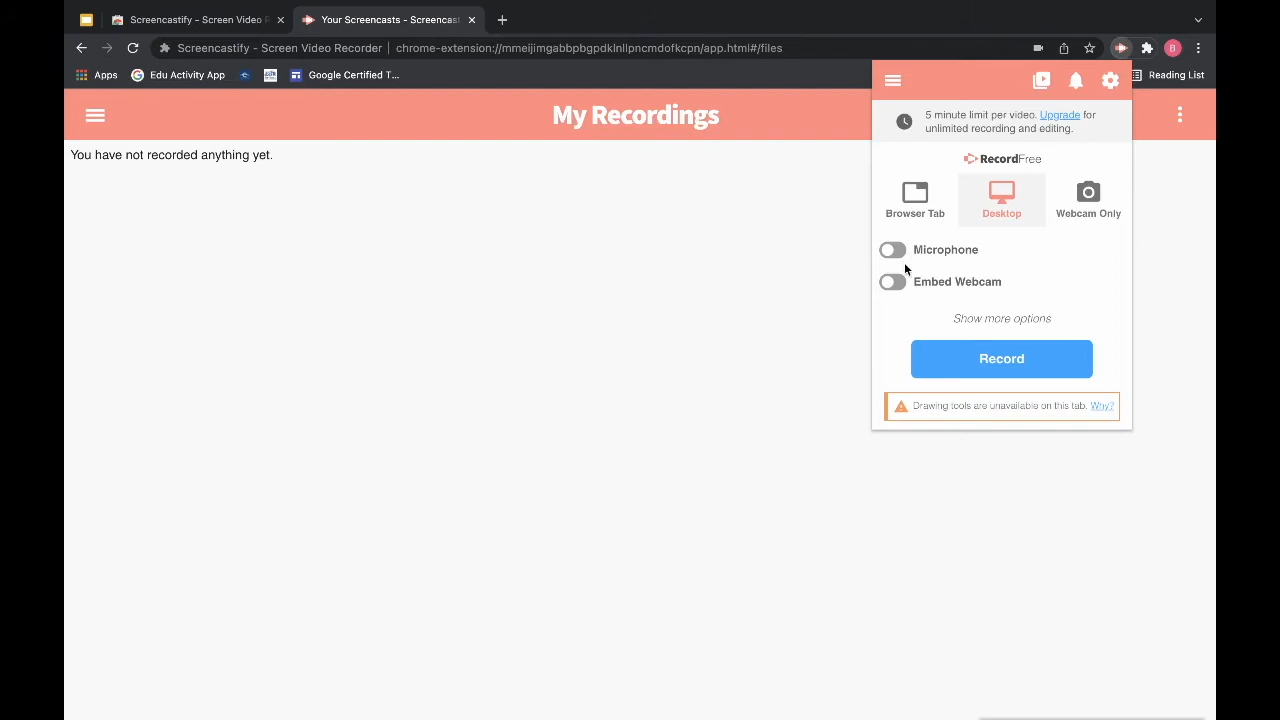 Screencastify - Screen Video R
Your Screencasts - Screencast
Screencastify - Screen Video Recorder | chrome-extension://mmeijimgabbpbgpdklnllpncmdofkcpn/app.html#/files
B
Apps Edu Activity App Google Certified T... Reading List
My Recordings
You have not recorded anything yet.
5 minute limit per video. Upgrade for
unlimited recording and editing.
RecordFree
Browser Tab Desktop Webcam Only
Microphone
Embed Webcam
Show more options
Record
Drawing tools are unavailable on this tab. Why?